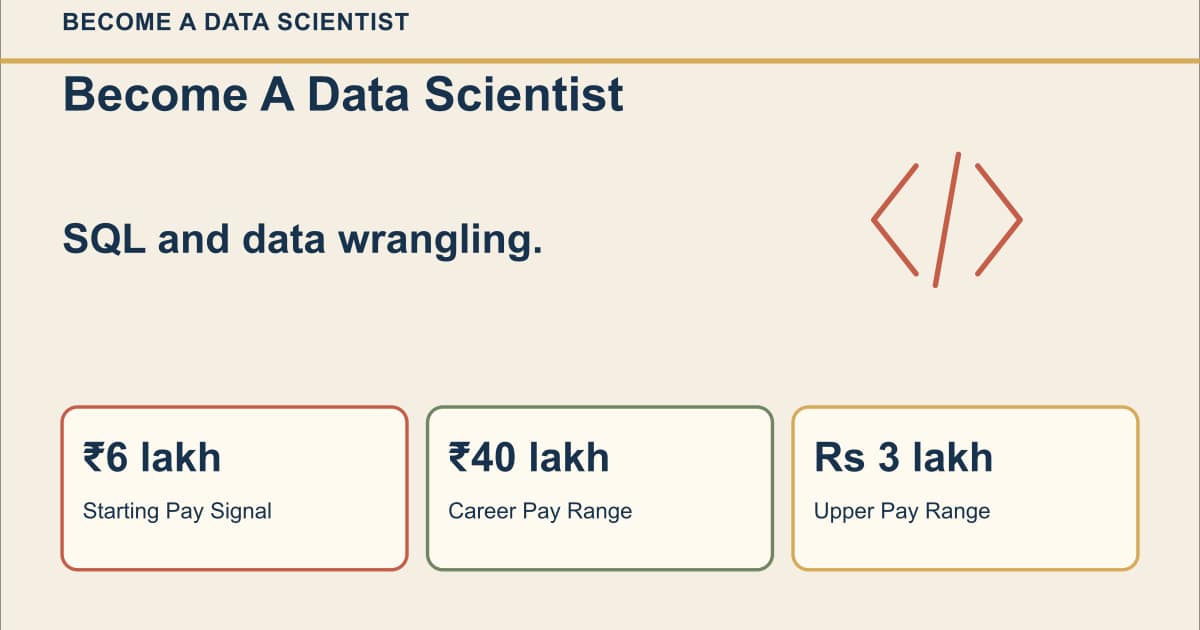 BECOME A DATA SCIENTIST
Become A Data Scientist
SQL and data wrangling.
₹6 lakh
Starting Pay Signal
₹40 lakh
Career Pay Range
Rs 3 lakh
Upper Pay Range